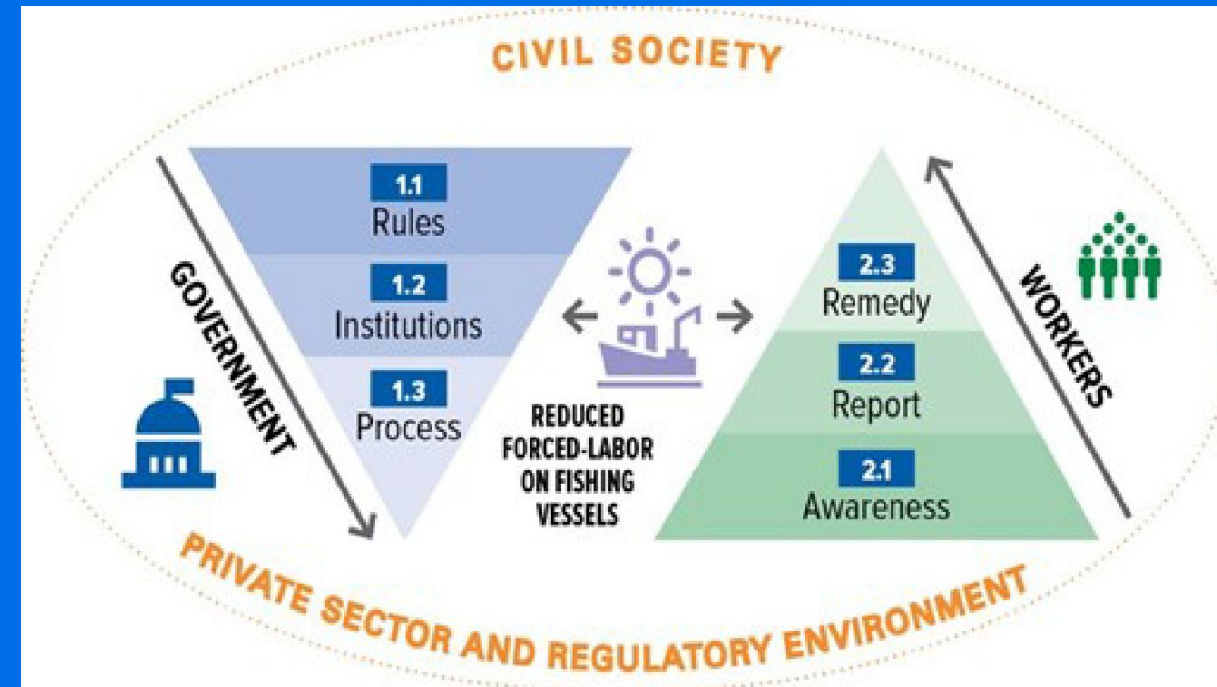 CIVIL SOCIETY
GOVERNMENT
1.1
Rules
1.2
Institutions
1.3
Process
REDUCED
FORCED-LABOR
ON FISHING
VESSELS
2.3
Remedy
2.2
Report
2.1
Awareness
WORKERS
PRIVATE SECTOR AND REGULATORY ENVIRONMENT